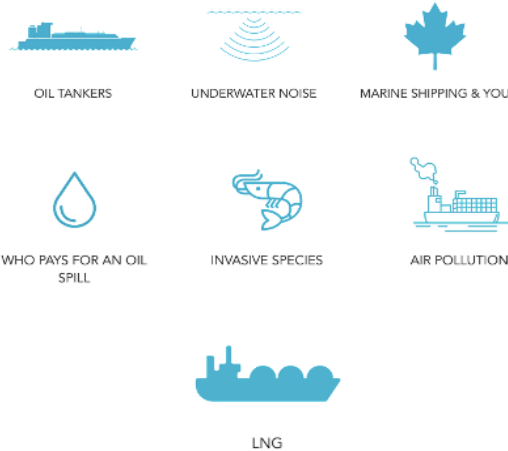 OIL TANKERS
UNDERWATER NOISE
MARINE SHIPPING & YOU
WHO PAYS FOR AN OIL
SPILL
INVASIVE SPECIES
AIR POLLUTION
LNG